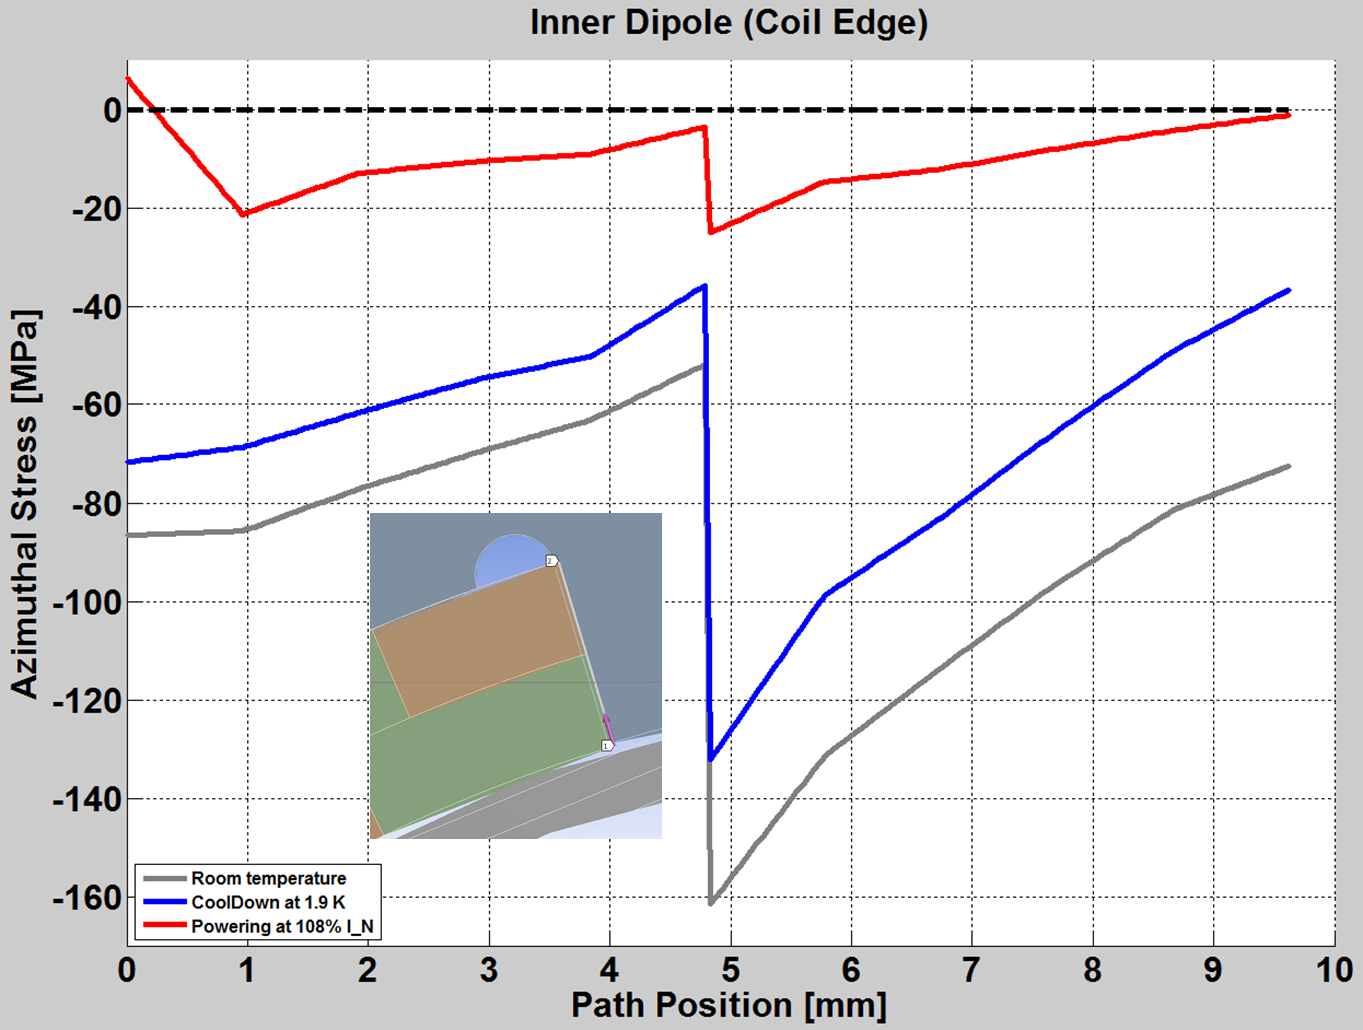 Inner Dipole (Coil Edge)
Azimuthal Stress [MPa]
0
-20
-40
-60
-80
-100
-120
-140
-160
2
1
Room temperature
CoolDown at 1.9 K
Powering at 108% I_N
0 1 2 3 4 5 6 7 8 9 10
Path Position [mm]